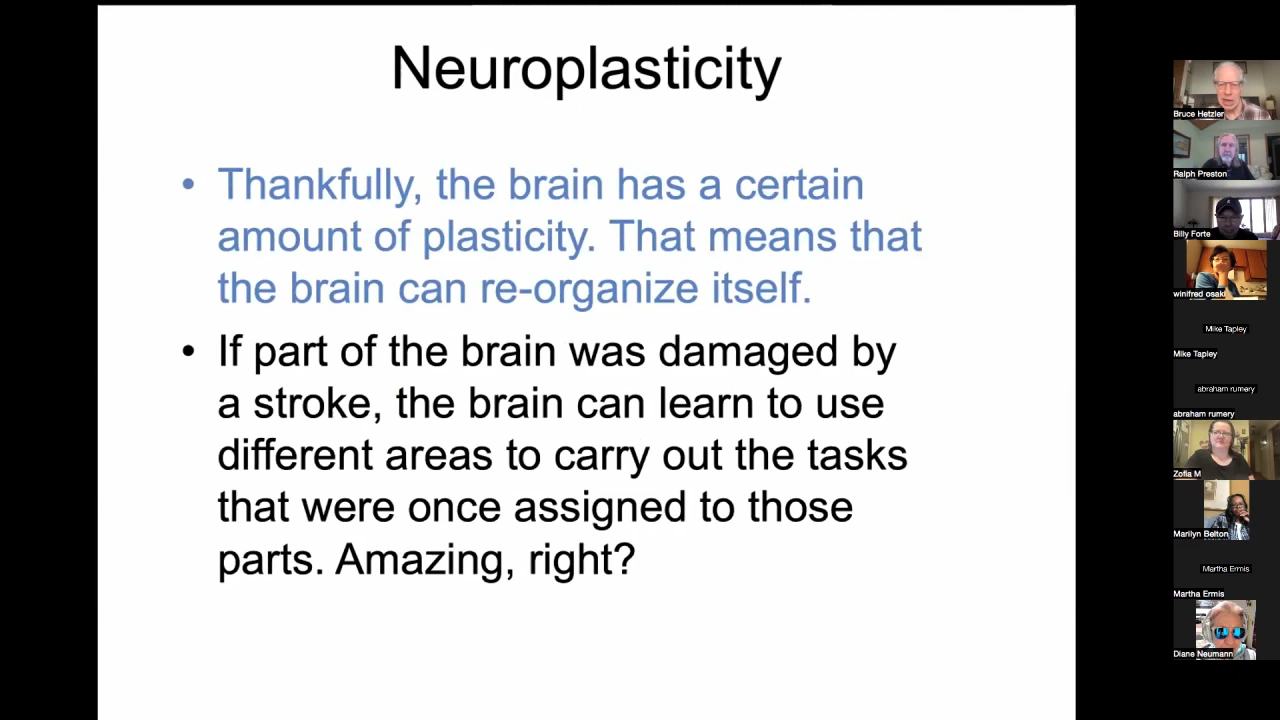 Neuroplasticity
• Thankfully, the brain has a certain
amount of plasticity. That means that
the brain can re-organize itself.
• If part of the brain was damaged by
a stroke, the brain can learn to use
different areas to carry out the tasks
that were once assigned to those
parts. Amazing, right?
Bruce Hetzler
Ralph Preston
Billy Forte
winifred osaki
Mike Tapley
Mike Tapley
abraham rumery
abraham rumery
Zofia M
Marilyn Belton
Martha Ermis
Martha Ermis
Diane Neumann